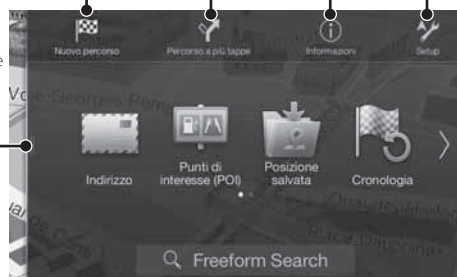 Nuovo percorso
Percorso a più tappe
Informazioni
Setup
è
Indirizzo
Punti di
interesse (POI)
Posizione
salvata
Cronologia
Freeform Search